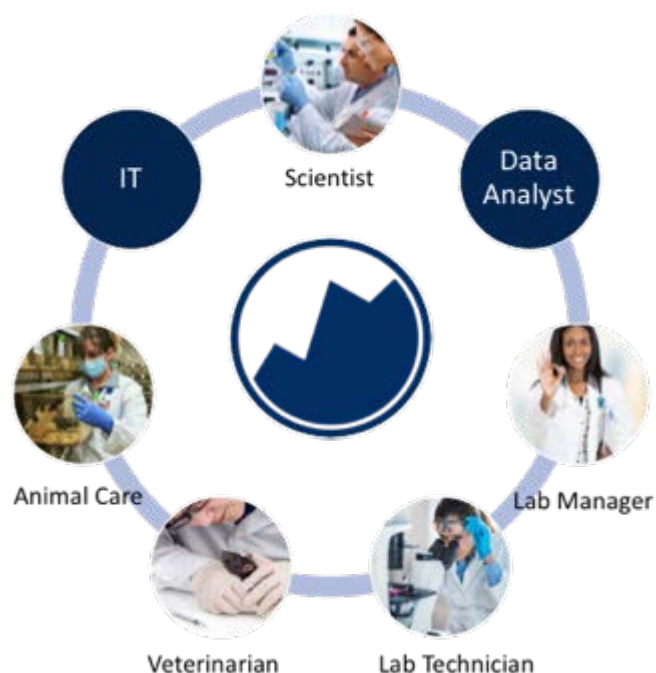 Scientist
IT
Data
Analyst
Animal Care
Lab Manager
Veterinarian
Lab Technician